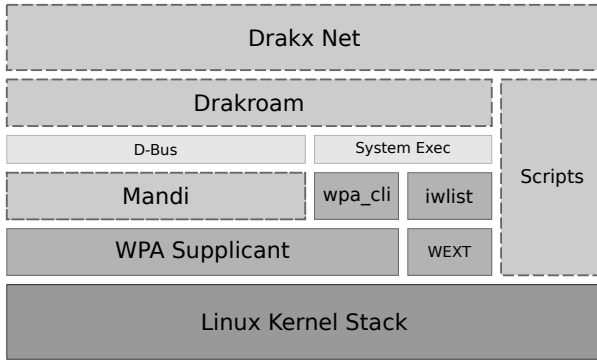 Drakx Net
Drakroam
D-Bus
System Exec
Scripts
Mandi
wpa_cli
iwlist
WPA Supplicant
WEXT
Linux Kernel Stack